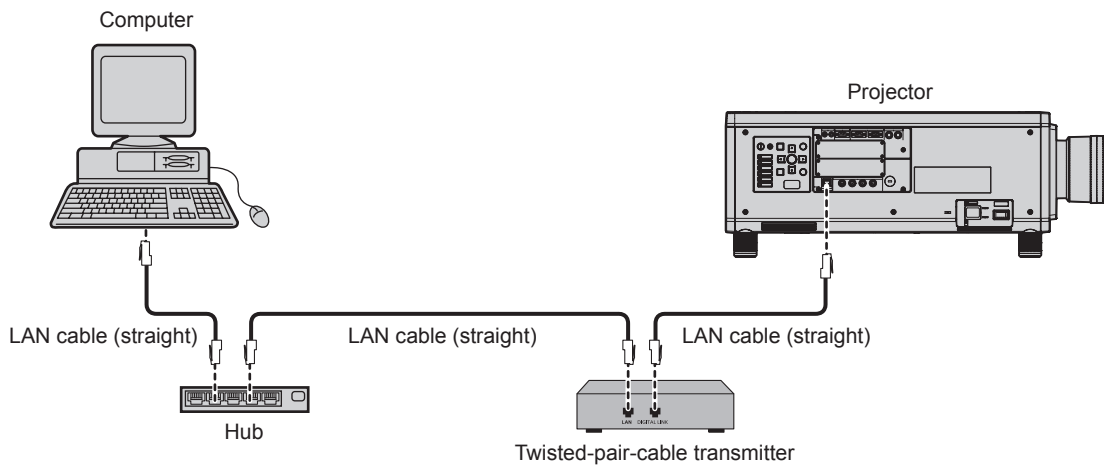 Computer
Projector
LAN cable (straight)
LAN cable (straight)
LAN cable (straight)
LAN
DIGITAL LINK
Hub
Twisted-pair-cable transmitter